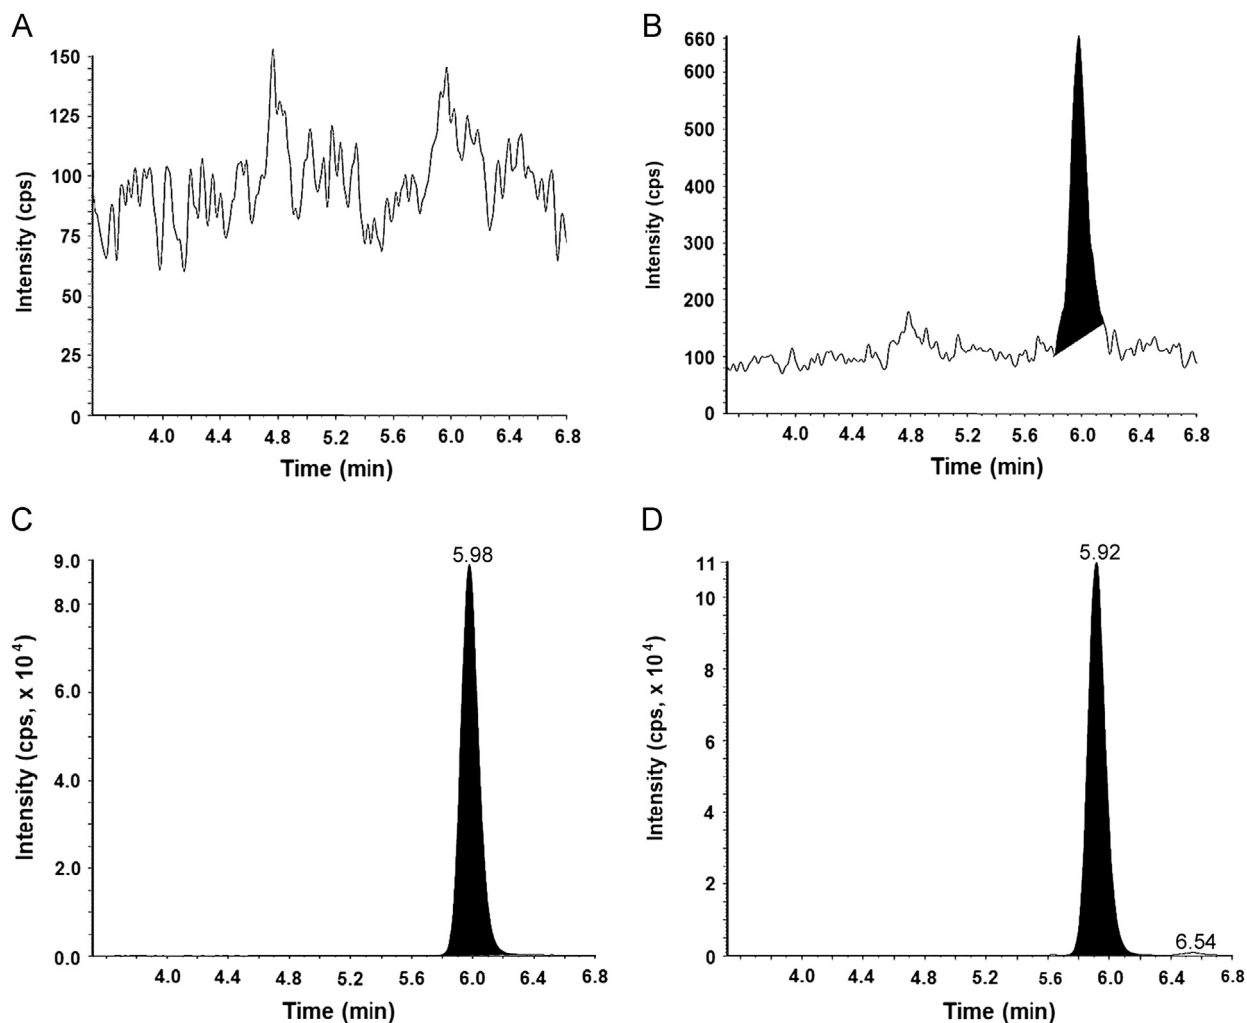 A
150
125
100
75
50
25
0
Intensity (cps)
4.0 4.4 4.8 5.2 5.6 6.0 6.4 6.8
Time (min)
B
660
600
500
400
300
200
100
0
Intensity (cps)
4.0 4.4 4.8 5.2 5.6 6.0 6.4 6.8
Time (min)
C
5.98
9.0
8.0
6.0
4.0
2.0
0.0
Intensity (cps, x 10⁴)
4.0 4.4 4.8 5.2 5.6 6.0 6.4 6.8
Time (min)
D
5.92
11
10
8
6
4
2
0
6.54
Intensity (cps, x 10⁴)
4.0 4.4 4.8 5.2 5.6 6.0 6.4 6.8
Time (min)